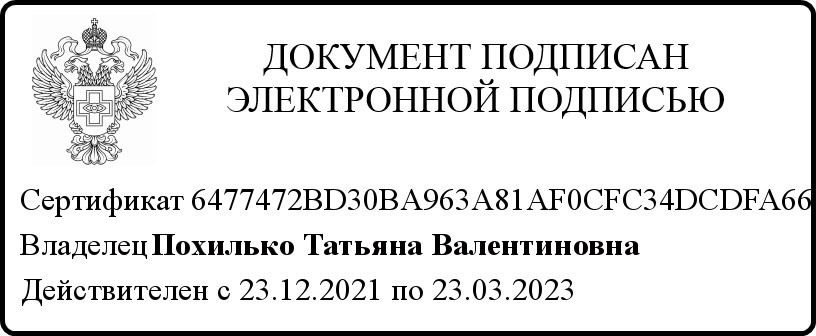 ДОКУМЕНТ ПОДПИСАН
ЭЛЕКТРОННОЙ ПОДПИСЬЮ
Сертификат 6477472BD30BA963A81AF0CFC34DCDFA66
Владелец Похилько Татьяна Валентиновна
Действителен с 23.12.2021 по 23.03.2023